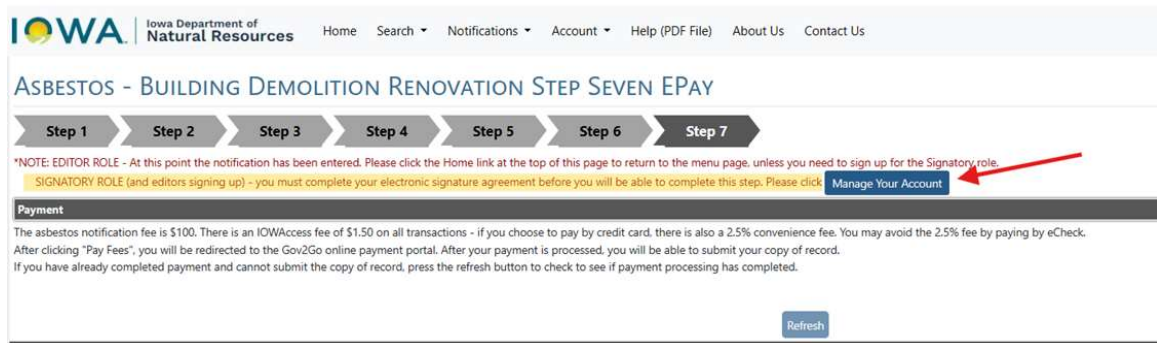 IOWA
Iowa Department of
Natural Resources
Home Search Notifications Account Help (PDF File) About Us Contact Us
ASBESTOS - BUILDING DEMOLITION RENOVATION STEP SEVEN EPAY
Step 1 Step 2 Step 3 Step 4 Step 5 Step 6 Step 7
*NOTE: EDITOR ROLE - At this point the notification has been entered. Please click the Home link at the top of this page to return to the menu page, unless you need to sign up for the Signatory role.
SIGNATORY ROLE (and editors signing up) - you must complete your electronic signature agreement before you will be able to complete this step. Please click Manage Your Account
Payment
The asbestos notification fee is $100. There is an IOWAccess fee of $1.50 on all transactions - if you choose to pay by credit card, there is also a 2.5% convenience fee. You may avoid the 2.5% fee by paying by eCheck.
After clicking "Pay Fees", you will be redirected to the Gov2Go online payment portal. After your payment is processed, you will be able to submit your copy of record.
If you have already completed payment and cannot submit the copy of record, press the refresh button to check to see if payment processing has completed.
Refresh